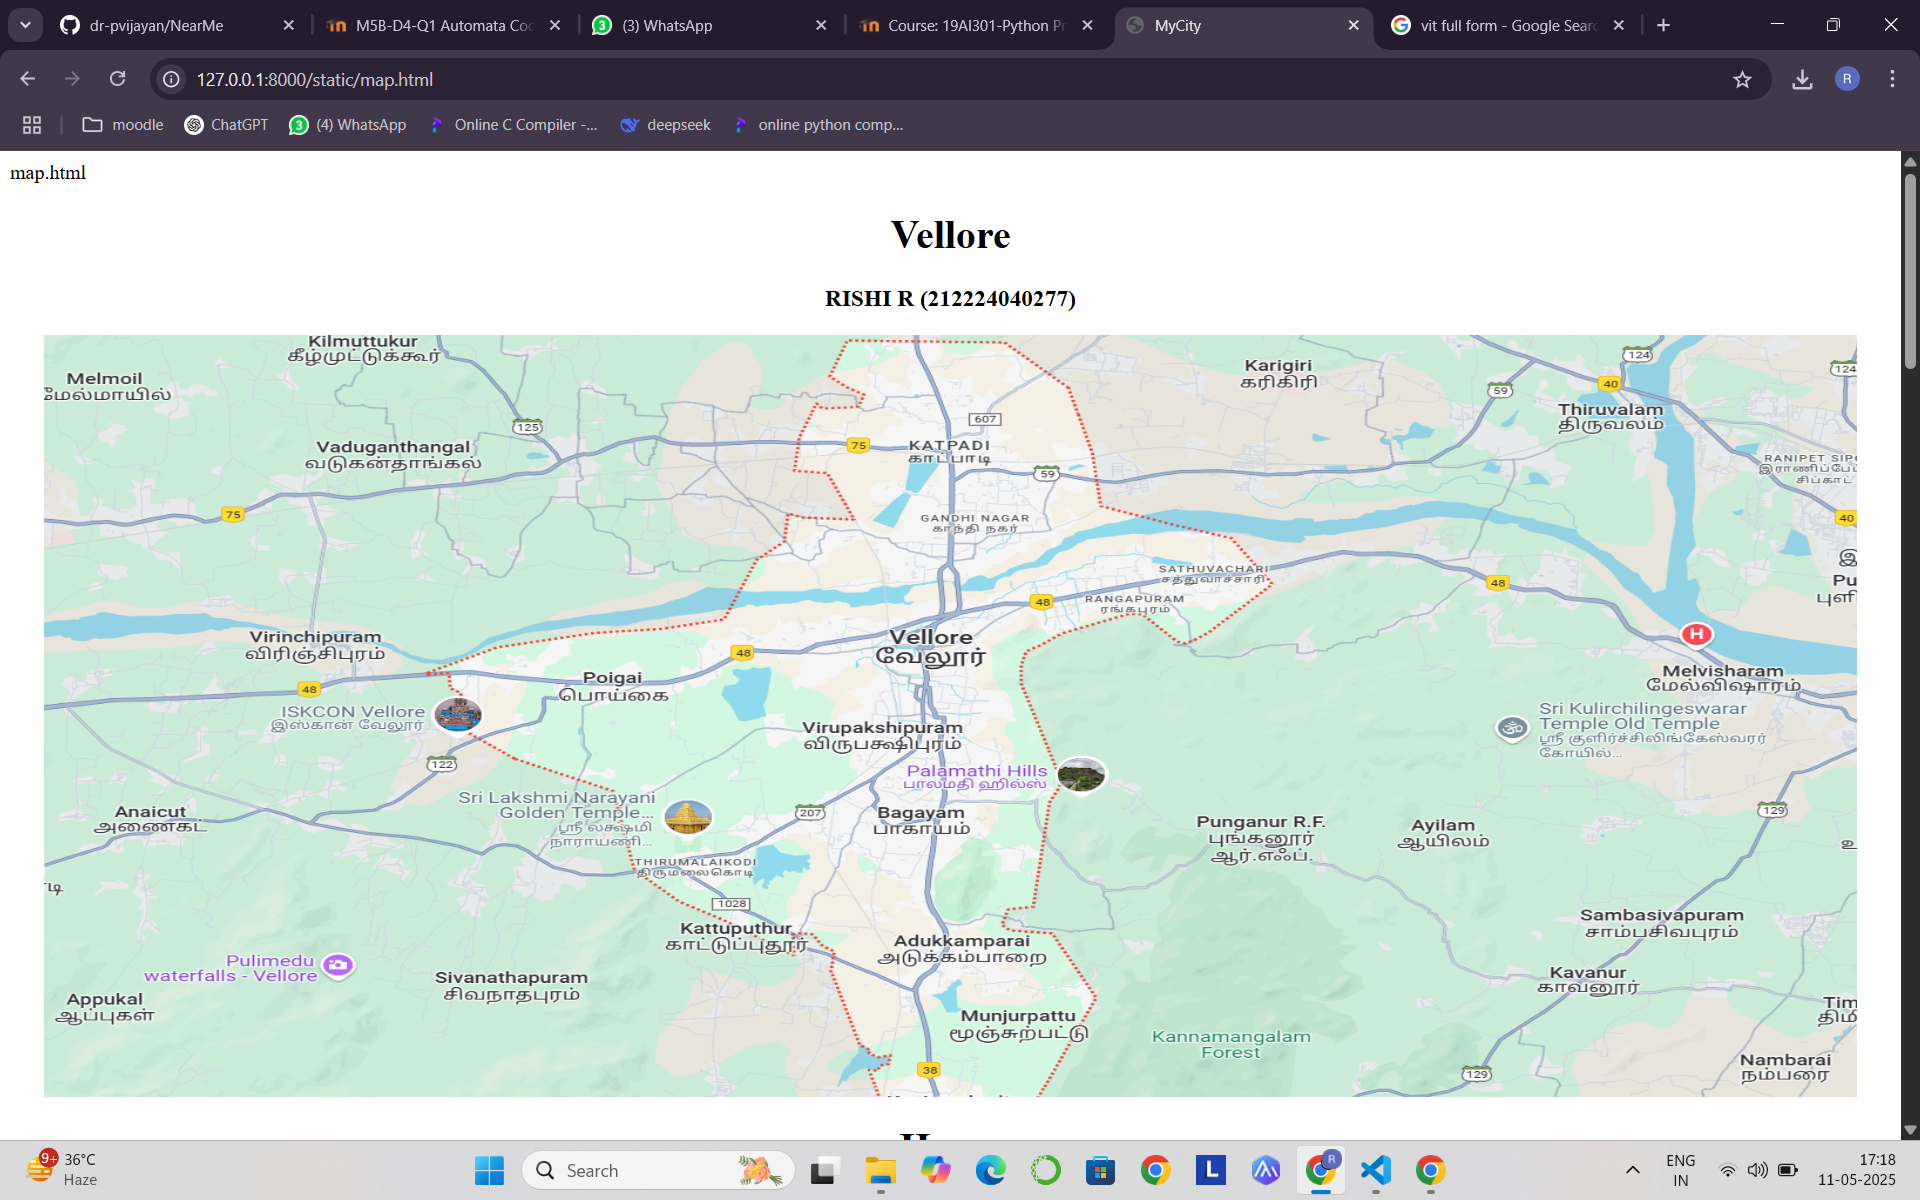 dr-pvijayan/NearMe
M5B-D4-Q1 Automata Coc
(3) WhatsApp
Course: 19AI301-Python Pr
MyCity
vit full form - Google Sear
127.0.0.1:8000/static/map.html
R
moodle
ChatGPT
(4) WhatsApp
Online C Compiler -...
deepseek
online python comp...
map.html
Vellore
RISHI R (212224040277)
Kilmuttukur
கீழ்முட்டுக்கூர்
Melmoil
மேல்மாயில்
Karigiri
கரிகிரி
124
124
40
59
Thiruvalam
திருவலம்
607
125
Vaduganthangal
வடுகன்தாங்கல்
75
KATPADI
காட்பாடி
59
RANIPET SIP
75
GANDHI NAGAR
காந்தி நகர்
40
SATHUVACHARI
சத்துவாச்சாரி
48
Pu
RANGAPURAM
ரங்கபுரம்
48
Virinchipuram
விரிஞ்சிபுரம்
Vellore
வேலூர்
48
H
Poigai
பொய்கை
Melvisharam
மேல்விஷாரம்
48
ISKCON Vellore
இஸ்கான் வேலூர்
Sri Kulirchilingeswarar
Temple Old Temple
ஸ்ரீ குளிர்ச்சிலிங்கேஸ்வரர்
கோயில்...
Virupakshipuram
விருபக்ஷிபுரம்
122
Palamathi Hills
பாலமதி ஹில்ஸ்
Sri Lakshmi Narayani
Golden Temple...
ஸ்ரீ லக்ஷ்மி
நாராயணி...
Anaicut
அணைகட்
207
Bagayam
பாகாயம்
129
Punganur R.F.
புங்கனூர்
ஆர்.எஃப்.
Ayilam
ஆயிலம்
THIRUMALAIKODI
திருமலைகொடி
1028
Kattuputhur
காட்டுப்புதூர்
Sambasivapuram
சாம்பசிவபுரம்
Adukkamparai
அடுக்கம்பாறை
Pulimedu
waterfalls - Vellore
Sivanathapuram
சிவநாதபுரம்
Kavanur
காவனூர்
Appukal
ஆப்புகள்
Munjurpattu
மூஞ்சுற்பட்டு
Tim
Kannamangalam
Forest
38
129
Nambarai
நம்பரை
9+
36°C
Haze
Search
L
R
ENG
IN
17:18
11-05-2025